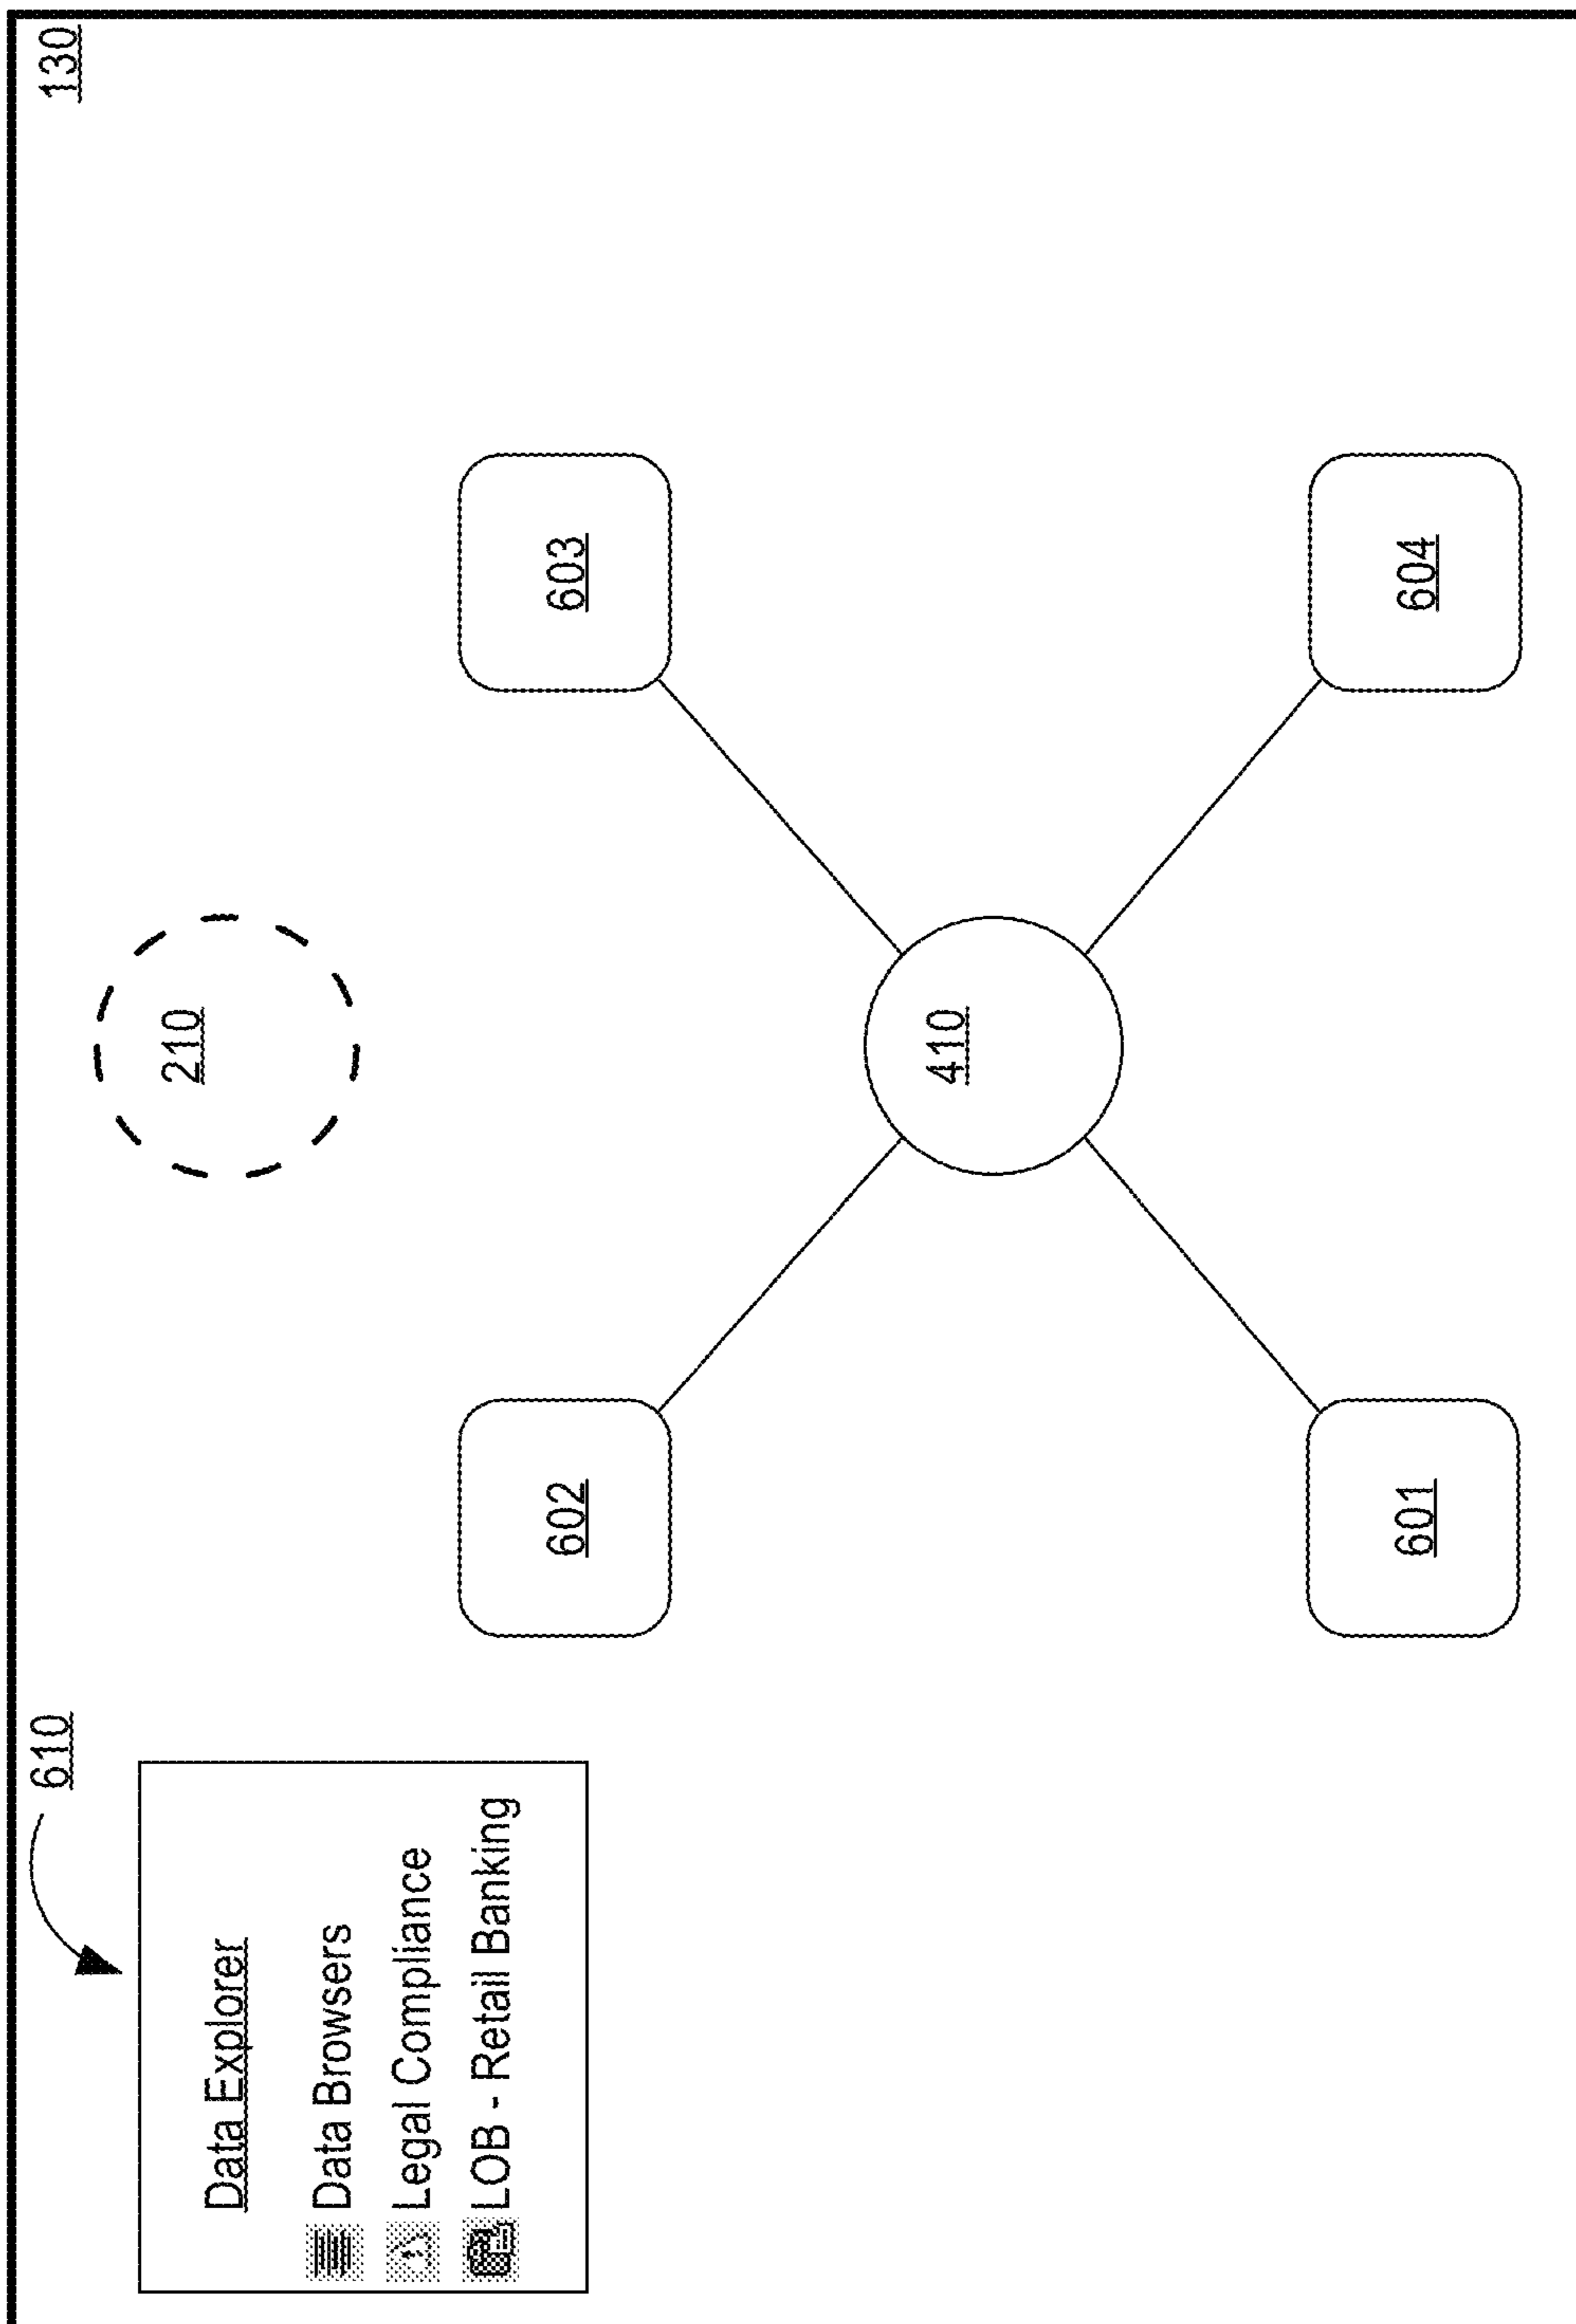 610
130
Data Explorer
Data Browsers
Legal Compliance
LOB - Retail Banking
210
602
603
410
601
604